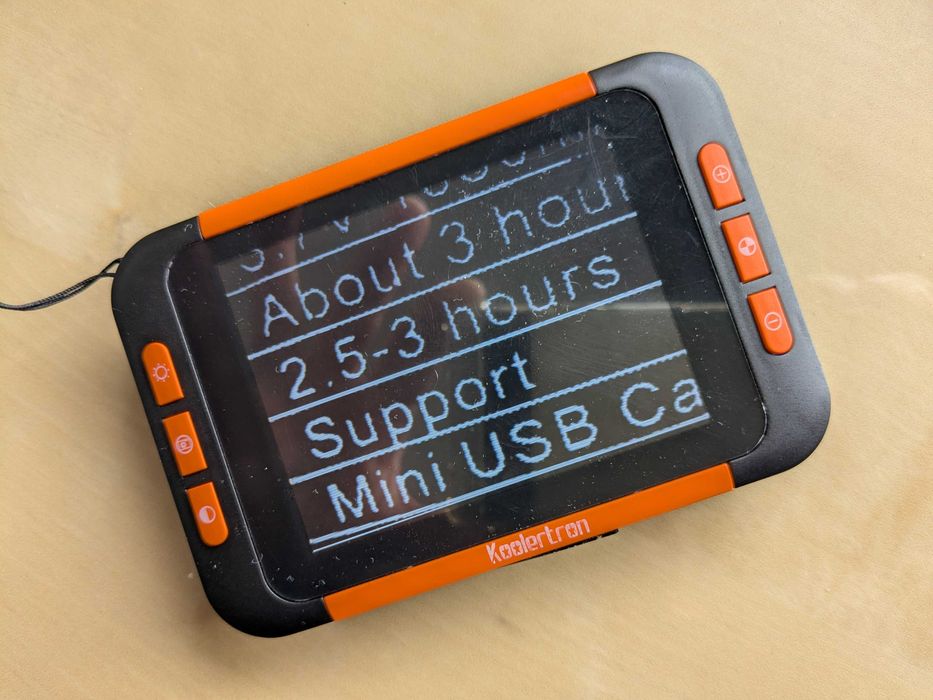 About 3 hour
2.5-3 hours
Support
Mini USB Ca
Koolertron